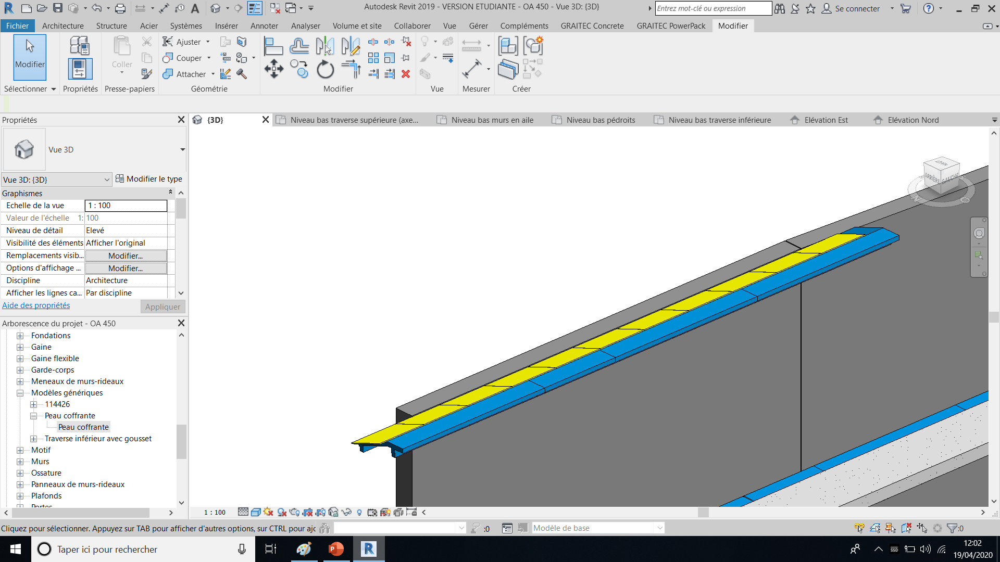 Autodesk Revit 2019 - VERSION ETUDIANTE - OA 450 - Vue 3D: {3D}
Entrez mot-clé ou expression
Se connecter
Fichier Architecture Structure Acier Systèmes Insérer Annoter Analyser Volume et site Collaborer Vue Gérer Compléments GRAITEC Concrete GRAITEC PowerPack Modifier
Modifier
Coller
Ajuster
Couper
Attacher
Sélectionner Propriétés Presse-papiers Géométrie Modifier Vue Mesurer Créer
Propriétés
{3D} Niveau bas traverse supérieure (axe... Niveau bas murs en aile Niveau bas pédroits Niveau bas traverse inférieure Elévation Est Elévation Nord
Vue 3D
Vue 3D: {3D} Modifier le type
Graphismes
Echelle de la vue 1 : 100
Valeur de l'échelle 1: 100
Niveau de détail Elevé
Visibilité des éléments Afficher l'original
Remplacements visib... Modifier...
Options d'affichage ... Modifier...
Discipline Architecture
Afficher les lignes ca... Par discipline
Aide des propriétés Appliquer
Arborescence du projet - OA 450
Fondations
Gaine
Gaine flexible
Garde-corps
Meneaux de murs-rideaux
Modèles génériques
114426
Peau coffrante
Peau coffrante
Traverse inférieur avec gousset
Motif
Murs
Ossature
Panneaux de murs-rideaux
Plafonds
Portes
HAUT
ARRIÈRE GAUCHE
N
O
1 : 100
Cliquez pour sélectionner. Appuyez sur TAB pour afficher d'autres options, sur CTRL pour ajo
:0
Modèle de base
:0
Taper ici pour rechercher
SSD
12:02
19/04/2020